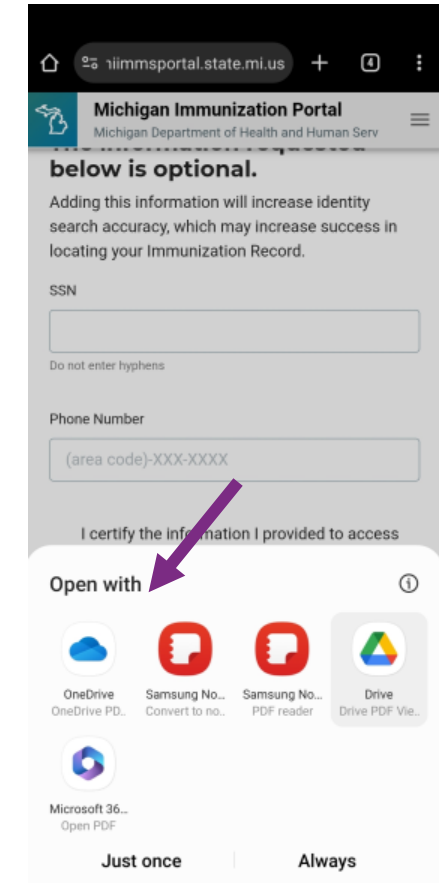 niimmsportal.state.mi.us
4
Michigan Immunization Portal
Michigan Department of Health and Human Serv
The information requested
below is optional.
Adding this information will increase identity
search accuracy, which may increase success in
locating your Immunization Record.
SSN
Do not enter hyphens
Phone Number
(area code)-XXX-XXXX
I certify the information I provided to access
Open with
OneDrive
OneDrive PD..
Samsung No...
Convert to no..
Samsung No...
PDF reader
Drive
Drive PDF Vie..
Microsoft 36...
Open PDF
Just once
Always